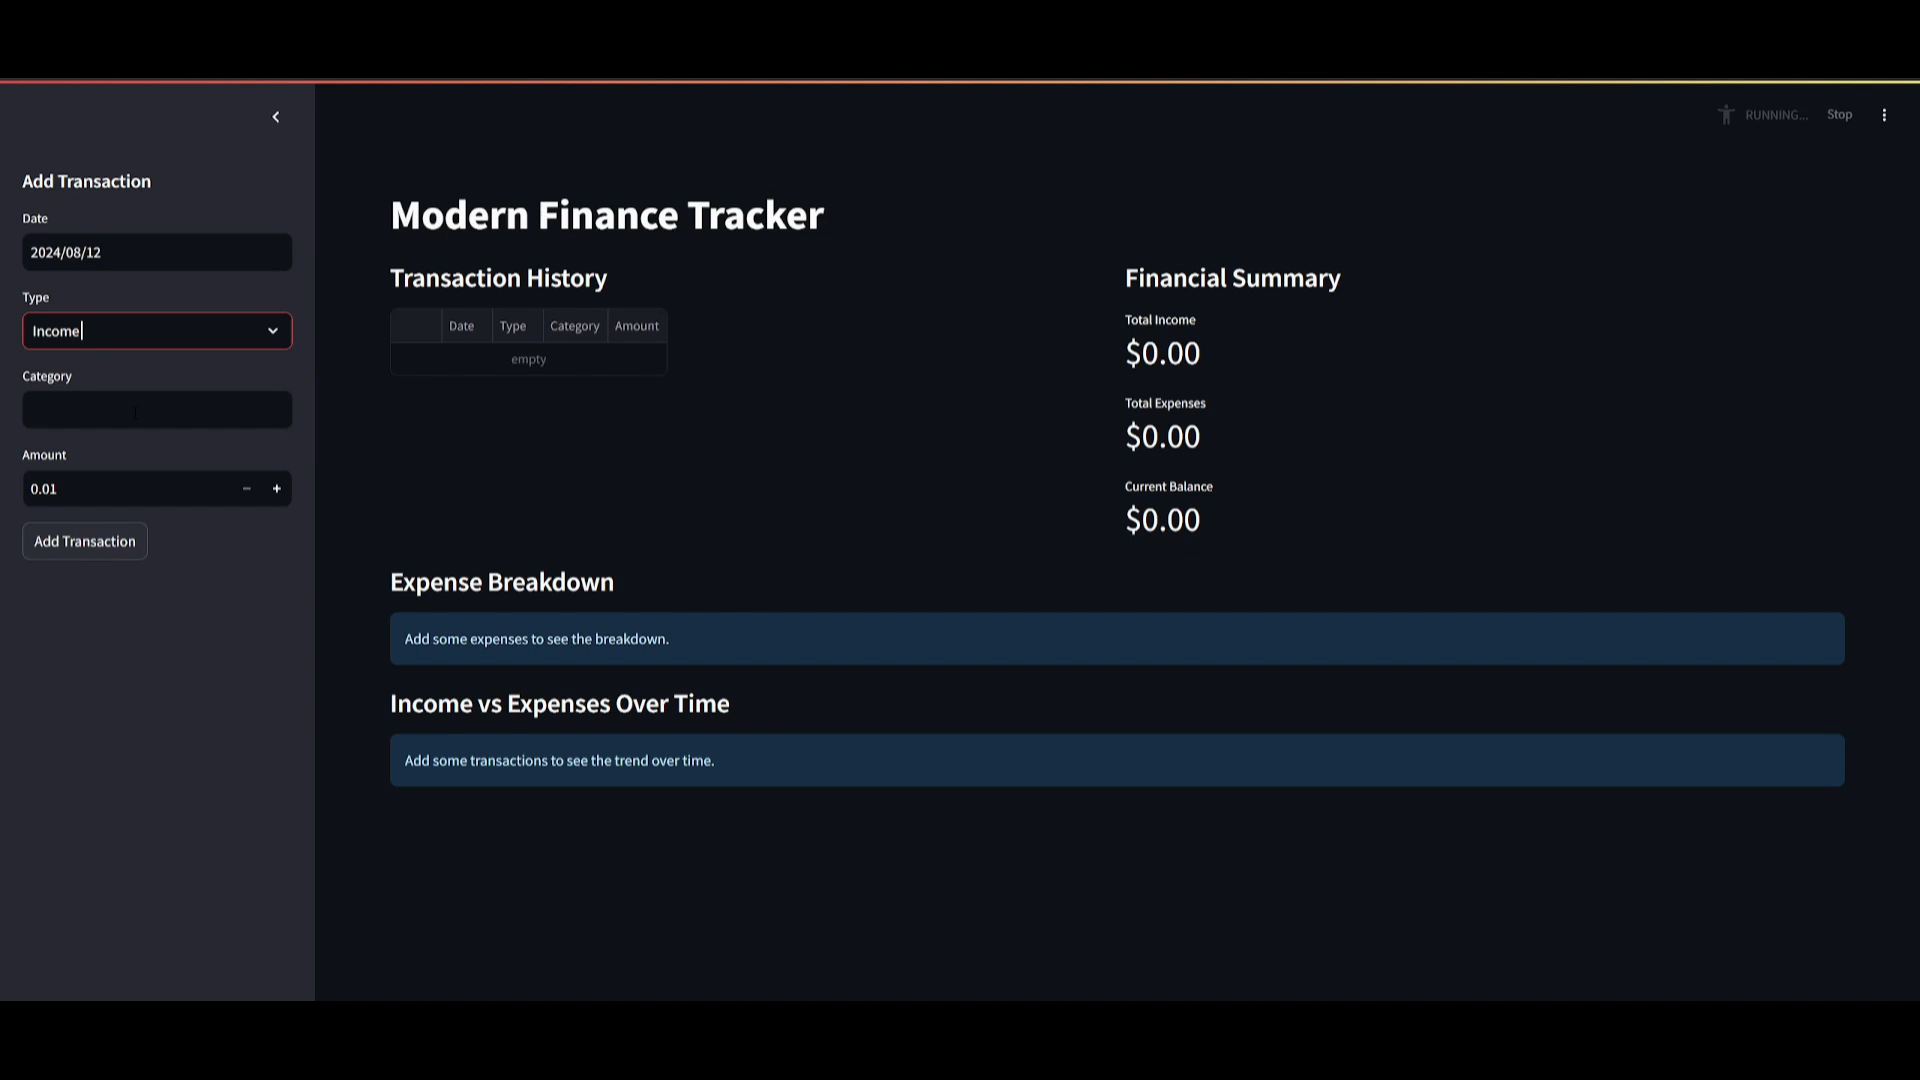 RUNNING... Stop
Add Transaction
Date
2024/08/12
Type
Income
Category
Amount
0.01
Add Transaction
Modern Finance Tracker
Transaction History
Date Type Category Amount
empty
Financial Summary
Total Income
$0.00
Total Expenses
$0.00
Current Balance
$0.00
Expense Breakdown
Add some expenses to see the breakdown.
Income vs Expenses Over Time
Add some transactions to see the trend over time.